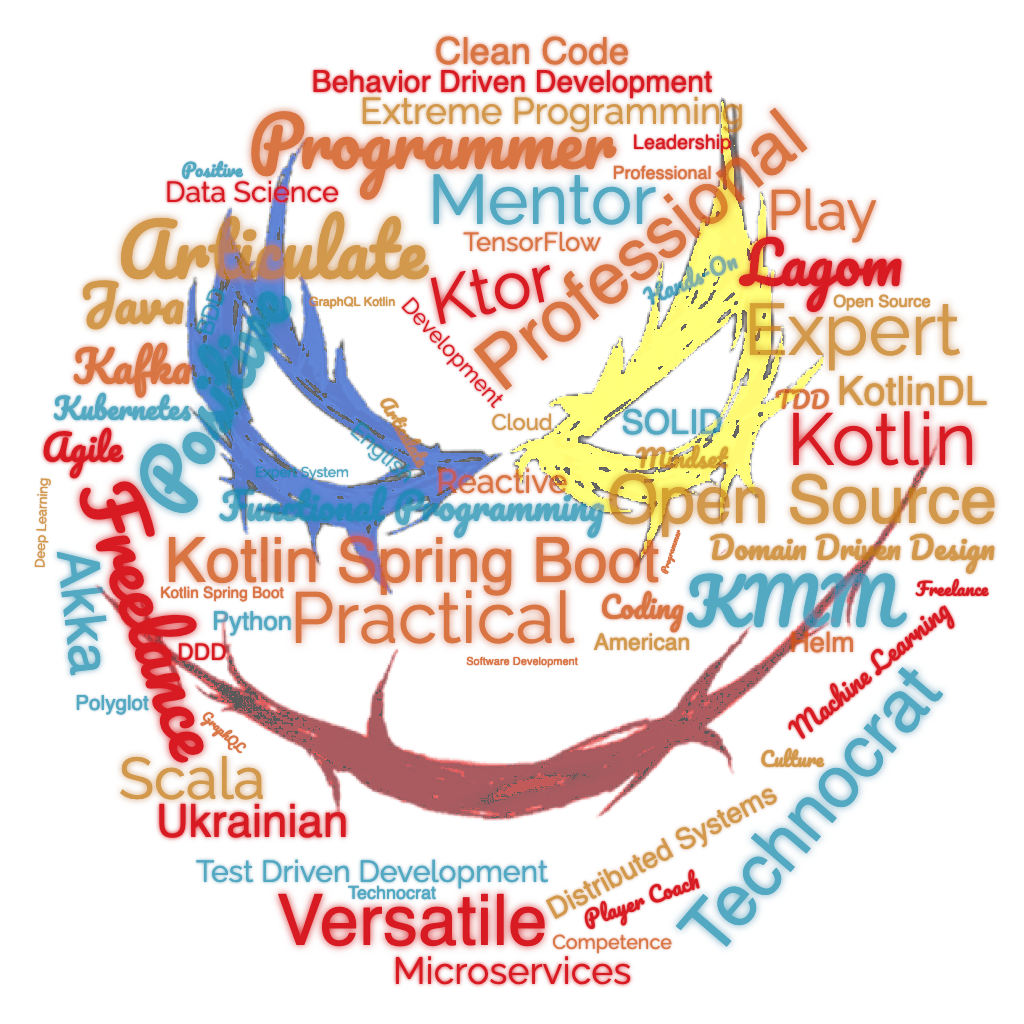 Clean Code
Behavior Driven Development
Extreme Programming
Programmer
Leadership
Positive
Professional
Data Science
Mentor
Professional
Play
Articulate
TensorFlow
Ktor
Hands-On
Lagom
Java
BDD
GraphQL Kotlin
Development
Open Source
Expert
Kafka
Kubernetes
Cloud
SOLID
TDD
KotlinDL
Agile
English
Kotlin
Expert System
Mindset
Reactive
Deep Learning
Functional Programming
Open Source
Freelance
Kotlin Spring Boot
Domain Driven Design
Akka
Kotlin Spring Boot
Practical
Coding
KMM
Freelance
Python
American
Helm
DDD
Software Development
Machine Learning
Polyglot
GraphQL
Technocrat
Scala
Culture
Ukrainian
Distributed Systems
Test Driven Development
Technocrat
Player Coach
Versatile
Competence
Microservices